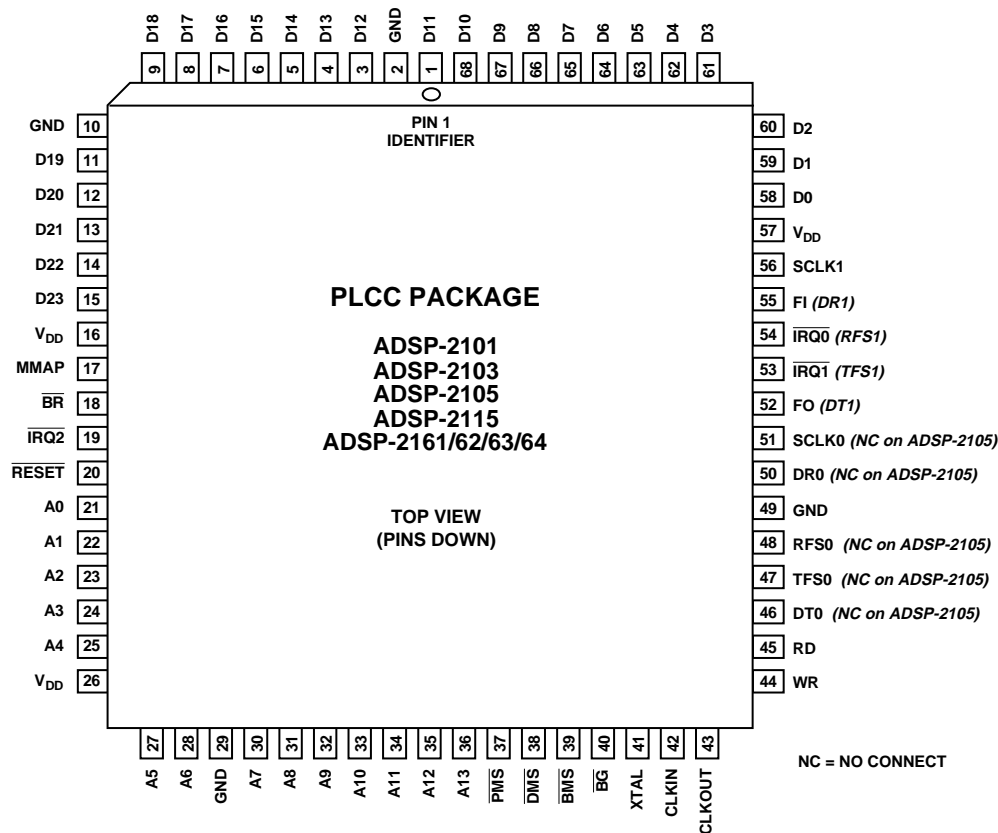 D18 D17 D16 D15 D14 D13 D12 GND D11 D10 D9 D8 D7 D6 D5 D4 D3
9 8 7 6 5 4 3 2 1 68 67 66 65 64 63 62 61
PIN 1
IDENTIFIER
GND 10
D19 11
D20 12
D21 13
D22 14
D23 15
VDD 16
MMAP 17
B̅R̅ 18
I̅R̅Q̅2̅ 19
R̅E̅S̅E̅T̅ 20
A0 21
A1 22
A2 23
A3 24
A4 25
VDD 26
PLCC PACKAGE
ADSP-2101
ADSP-2103
ADSP-2105
ADSP-2115
ADSP-2161/62/63/64
TOP VIEW
(PINS DOWN)
60 D2
59 D1
58 D0
57 VDD
56 SCLK1
55 FI (DR1)
54 I̅R̅Q̅0̅ (RFS1)
53 I̅R̅Q̅1̅ (TFS1)
52 FO (DT1)
51 SCLK0 (NC on ADSP-2105)
50 DR0 (NC on ADSP-2105)
49 GND
48 RFS0 (NC on ADSP-2105)
47 TFS0 (NC on ADSP-2105)
46 DT0 (NC on ADSP-2105)
45 RD
44 WR
27 28 29 30 31 32 33 34 35 36 37 38 39 40 41 42 43
A5 A6 GND A7 A8 A9 A10 A11 A12 A13 P̅M̅S̅ D̅M̅S̅ B̅M̅S̅ B̅G̅ XTAL CLKIN CLKOUT
NC = NO CONNECT